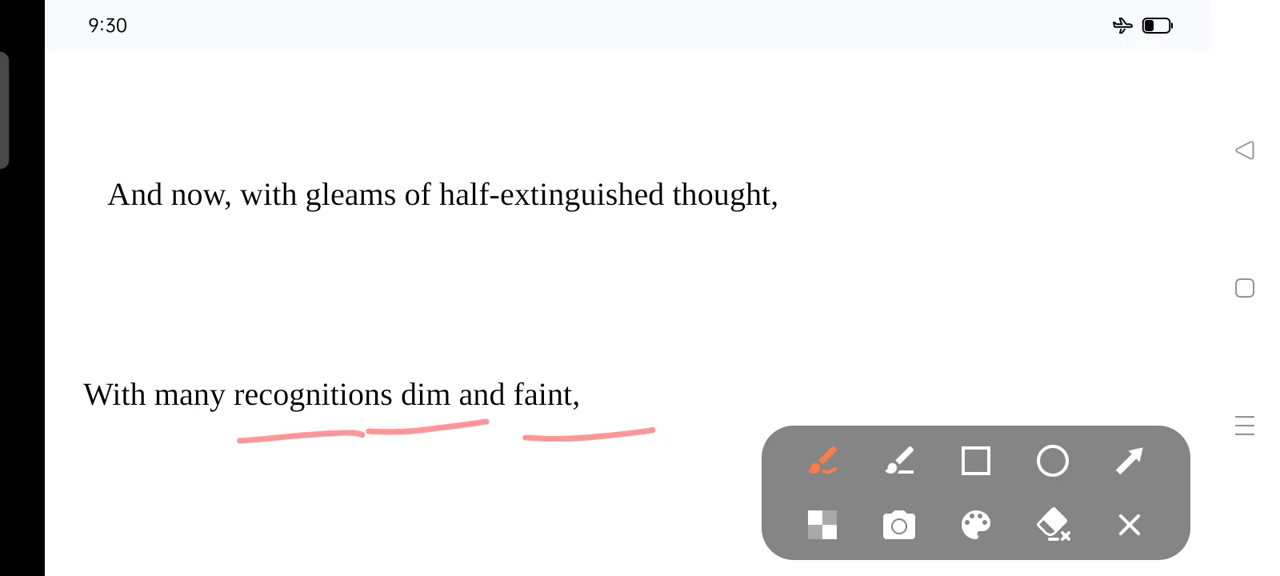 9:30
And now, with gleams of half-extinguished thought,
With many recognitions dim and faint,